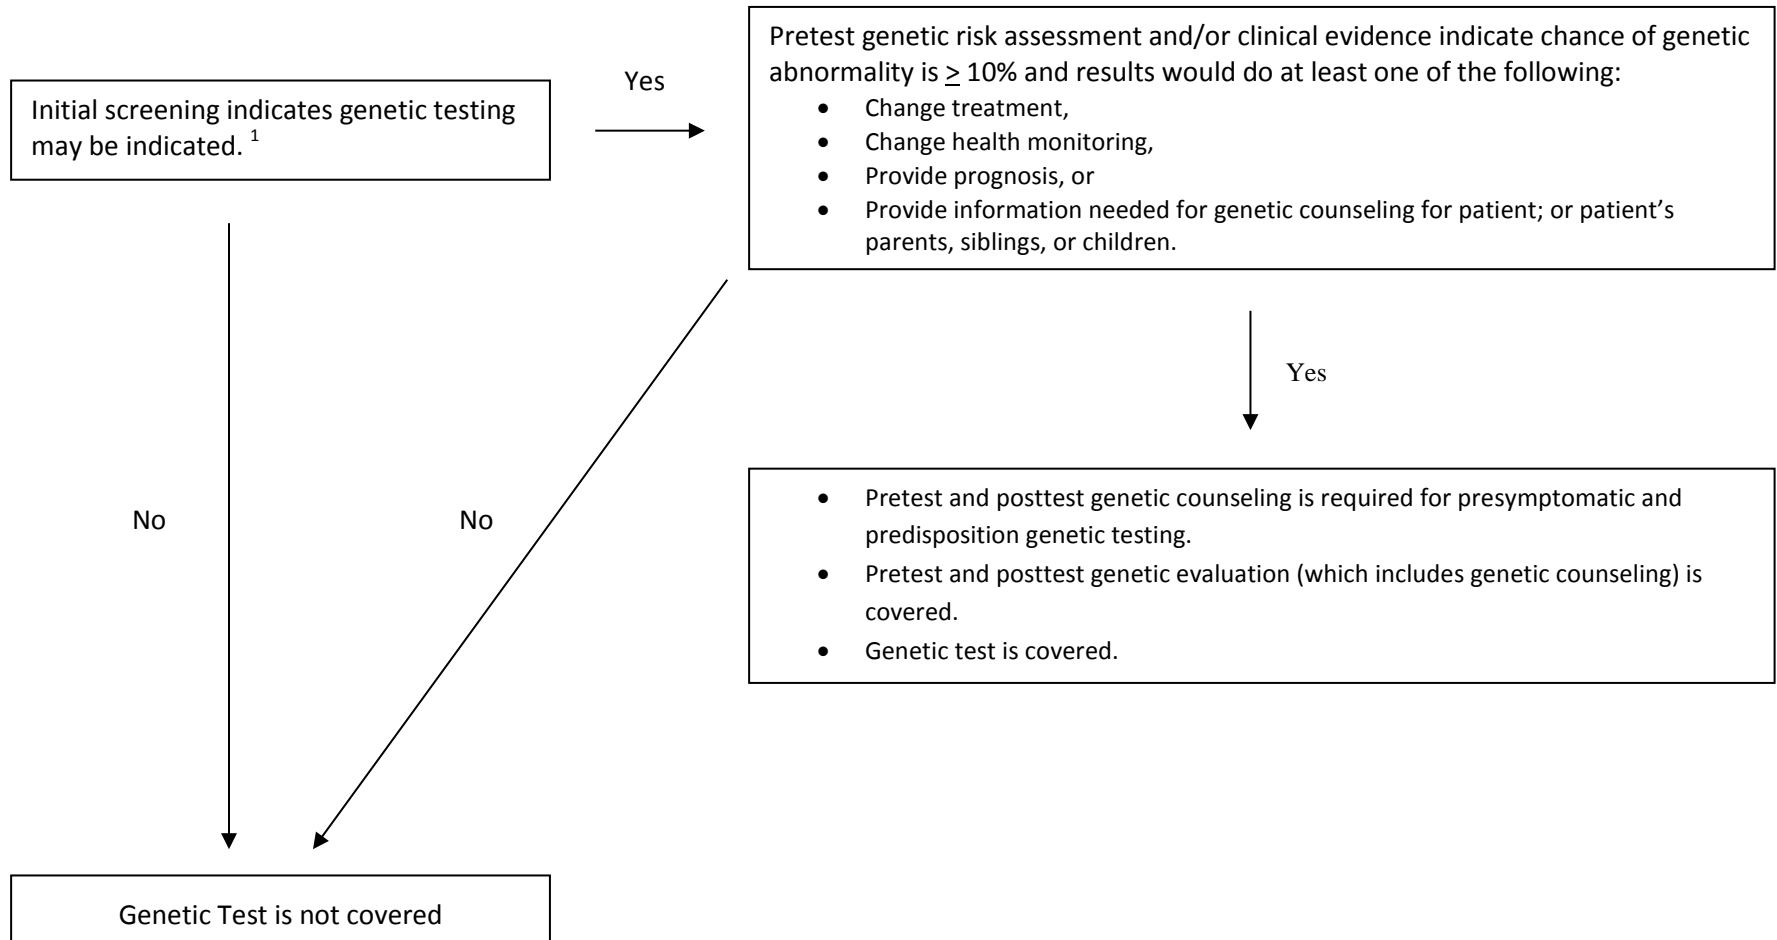 Initial screening indicates genetic testing
may be indicated. 1
Yes
Pretest genetic risk assessment and/or clinical evidence indicate chance of genetic
abnormality is ≥ 10% and results would do at least one of the following:
• Change treatment,
• Change health monitoring,
• Provide prognosis, or
• Provide information needed for genetic counseling for patient; or patient’s
parents, siblings, or children.
Yes
No
No
• Pretest and posttest genetic counseling is required for presymptomatic and
predisposition genetic testing.
• Pretest and posttest genetic evaluation (which includes genetic counseling) is
covered.
• Genetic test is covered.
Genetic Test is not covered